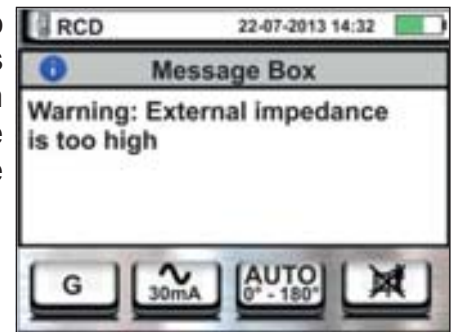 RCD 22-07-2013 14:32
Message Box
Warning: External impedance
is too high
G 30mA AUTO
0° - 180°